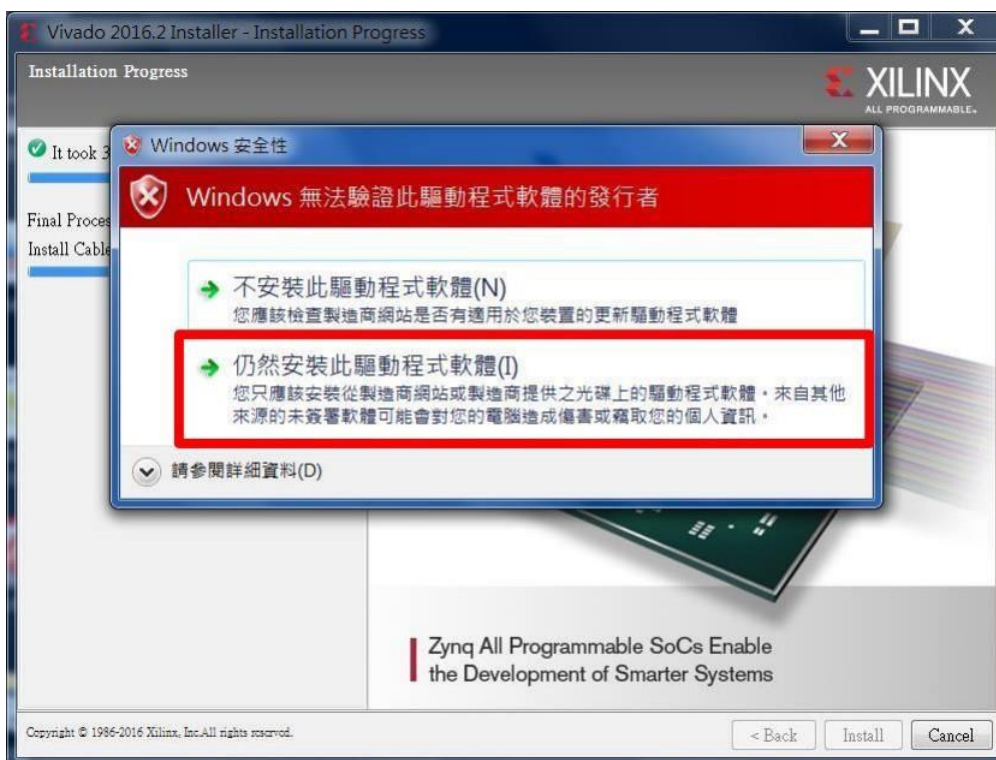 Vivado 2016.2 Installer - Installation Progress
Installation Progress
XILINX
ALL PROGRAMMABLE.
It took 3
Windows 安全性
Windows 無法驗證此驅動程式軟體的發行者
Final Proces
Install Cable
不安裝此驅動程式軟體(N)
您應該檢查製造商網站是否有適用於您裝置的更新驅動程式軟體
仍然安裝此驅動程式軟體(I)
您只應該安裝從製造商網站或製造商提供之光碟上的驅動程式軟體。來自其他
來源的未簽署軟體可能會對您的電腦造成傷害或竊取您的個人資訊。
請參閱詳細資料(D)
Zynq All Programmable SoCs Enable
the Development of Smarter Systems
Copyright © 1986-2016 Xilinx, Inc.All rights reserved.
< Back
Install
Cancel